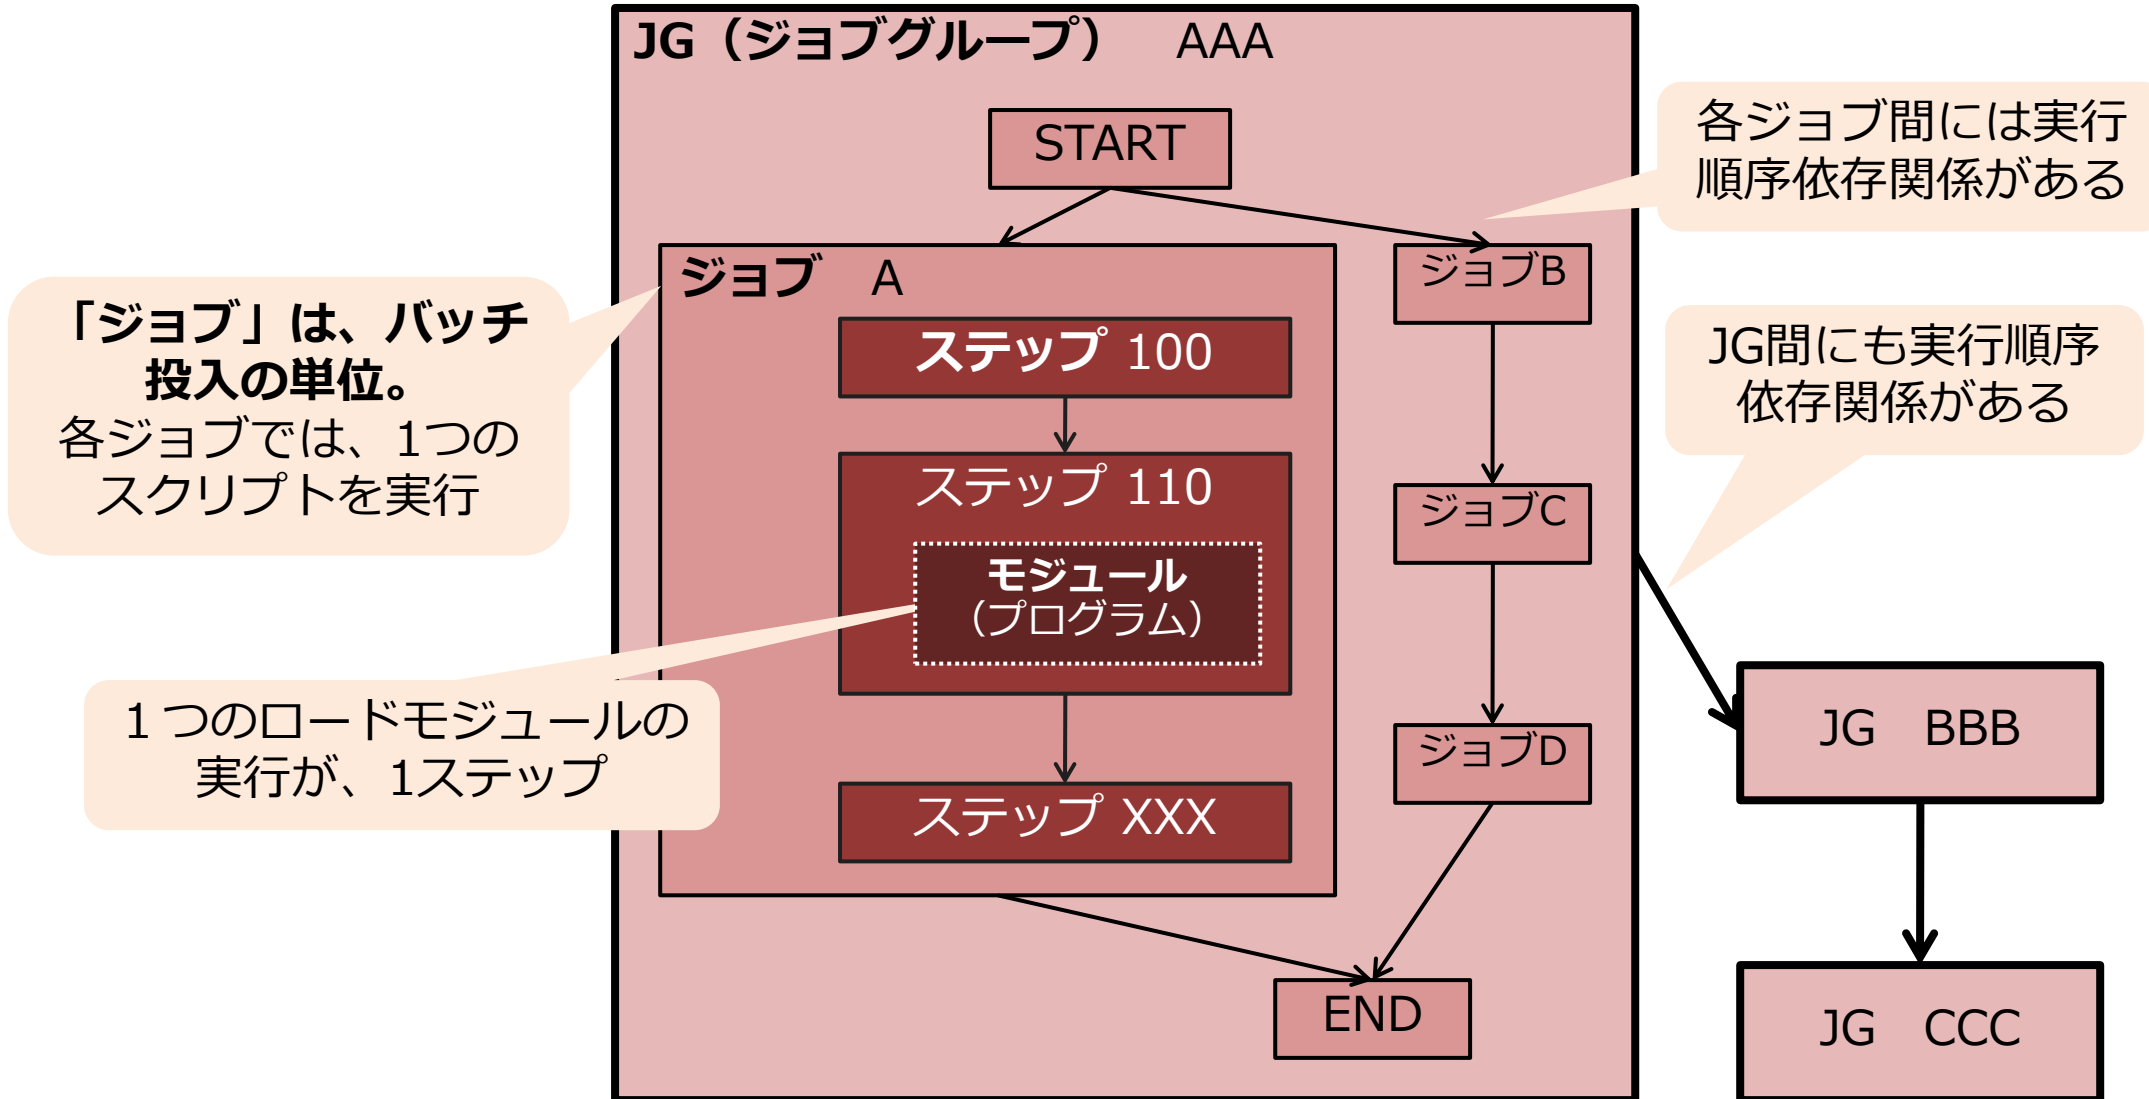 JG（ジョブグループ）　AAA
START
各ジョブ間には実行
順序依存関係がある
ジョブ　A
ジョブB
「ジョブ」は、バッチ
投入の単位。
各ジョブでは、1つの
スクリプトを実行
ステップ 100
JG間にも実行順序
依存関係がある
ステップ 110
ジョブC
モジュール
（プログラム）
１つのロードモジュールの
実行が、1ステップ
ジョブD
JG　BBB
ステップ XXX
END
JG　CCC